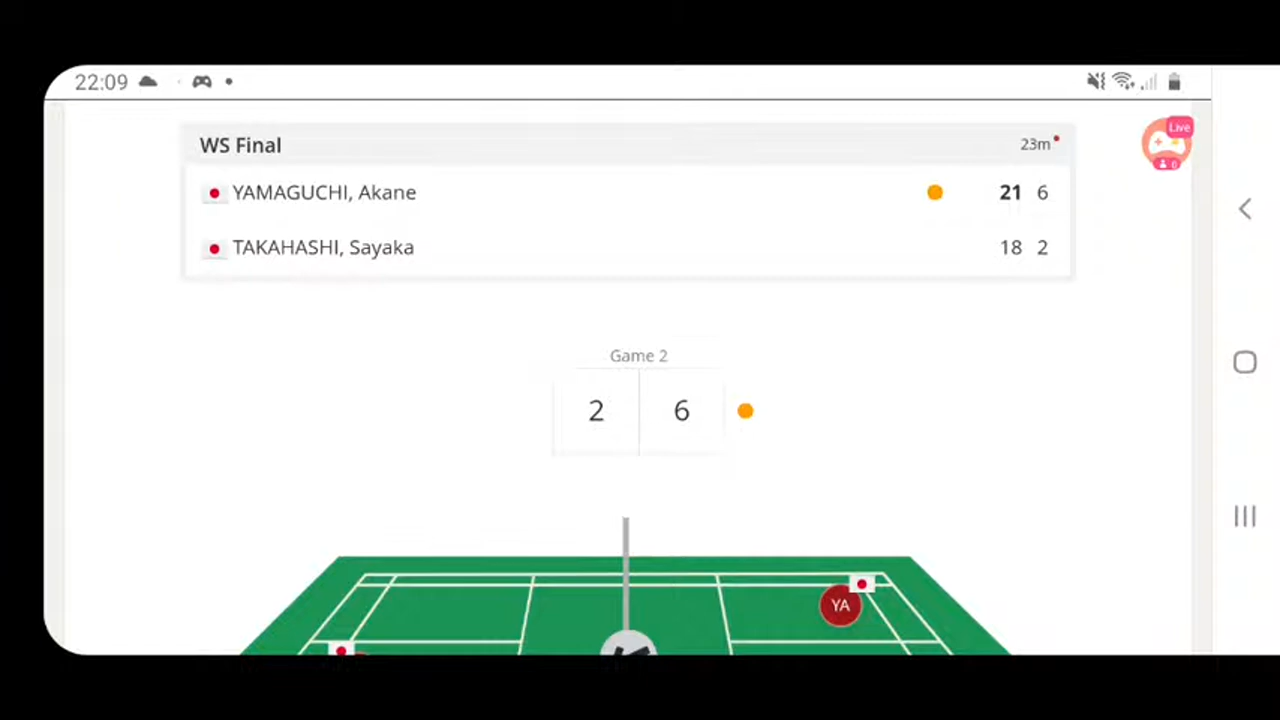 22:09
WS Final 23m
Live
0
YAMAGUCHI, Akane 21 6
TAKAHASHI, Sayaka 18 2
Game 2
2 6
YA